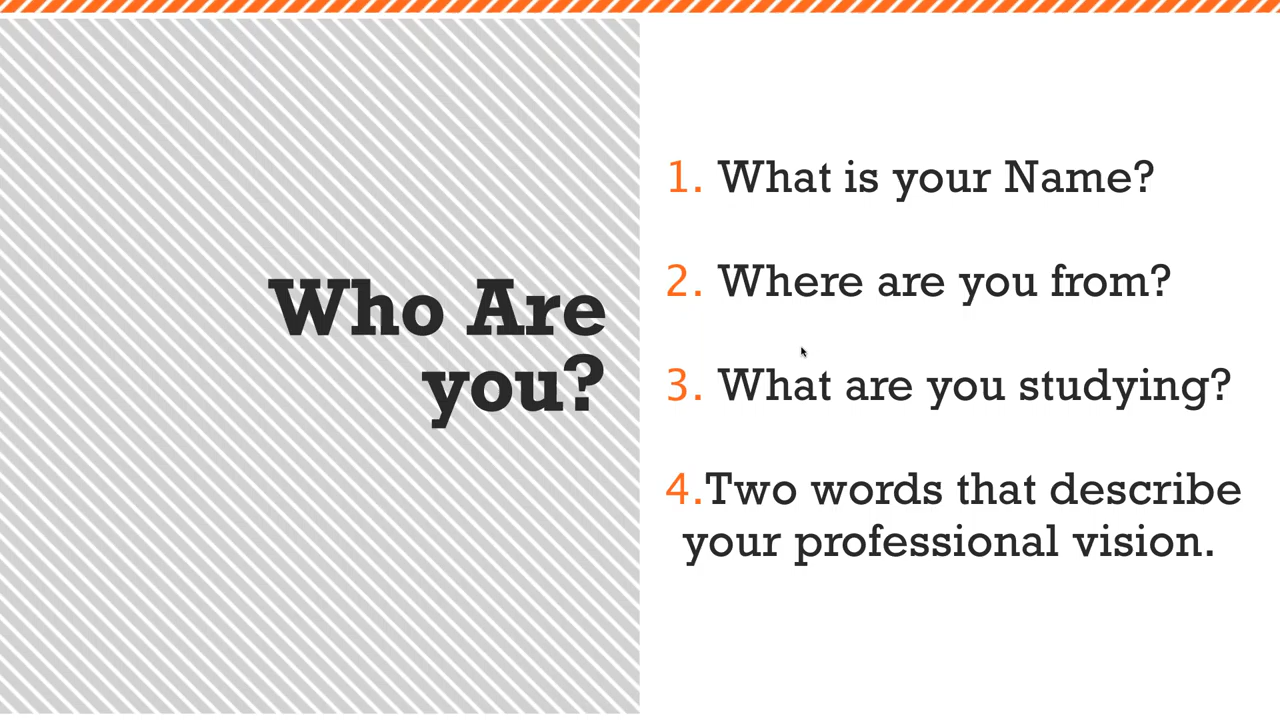 Who Are
you?
1. What is your Name?
2. Where are you from?
3. What are you studying?
4.Two words that describe
your professional vision.